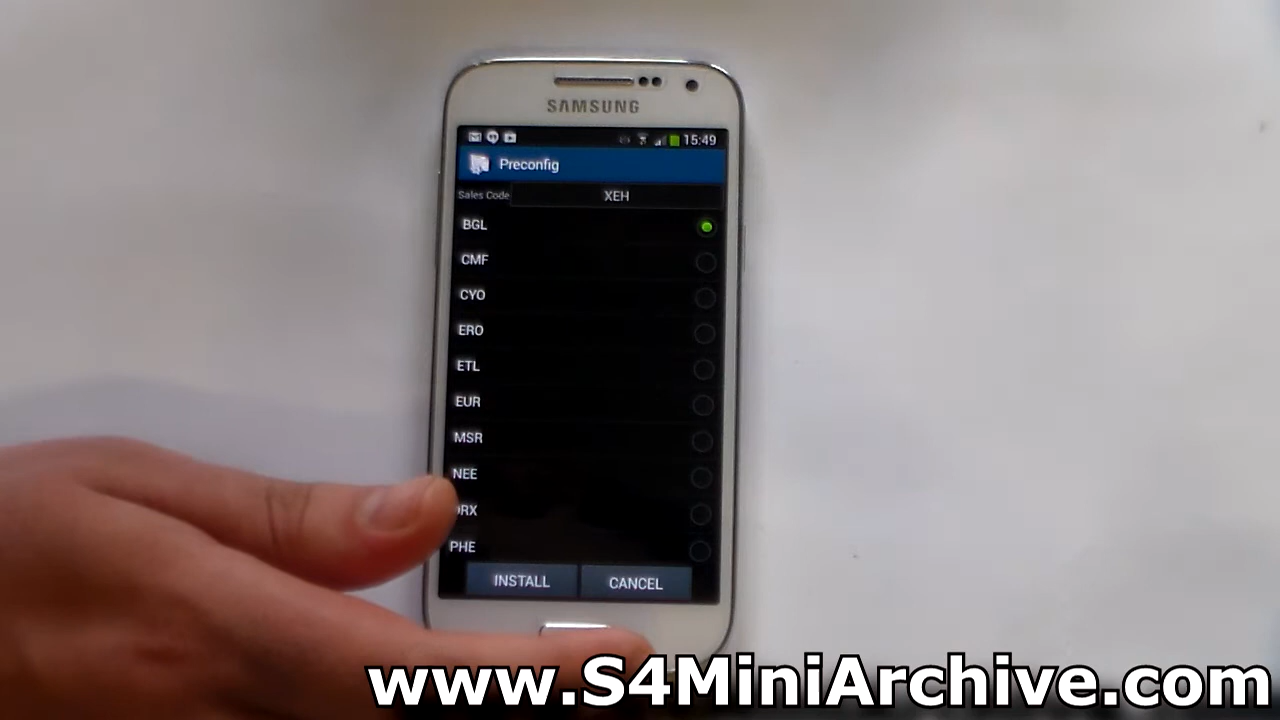 SAMSUNG
15:49
Preconfig
Sales Code XEH
BGL
CMF
CYO
ERO
ETL
EUR
MSR
NEE
PHE
INSTALL CANCEL
www.S4MiniArchive.com